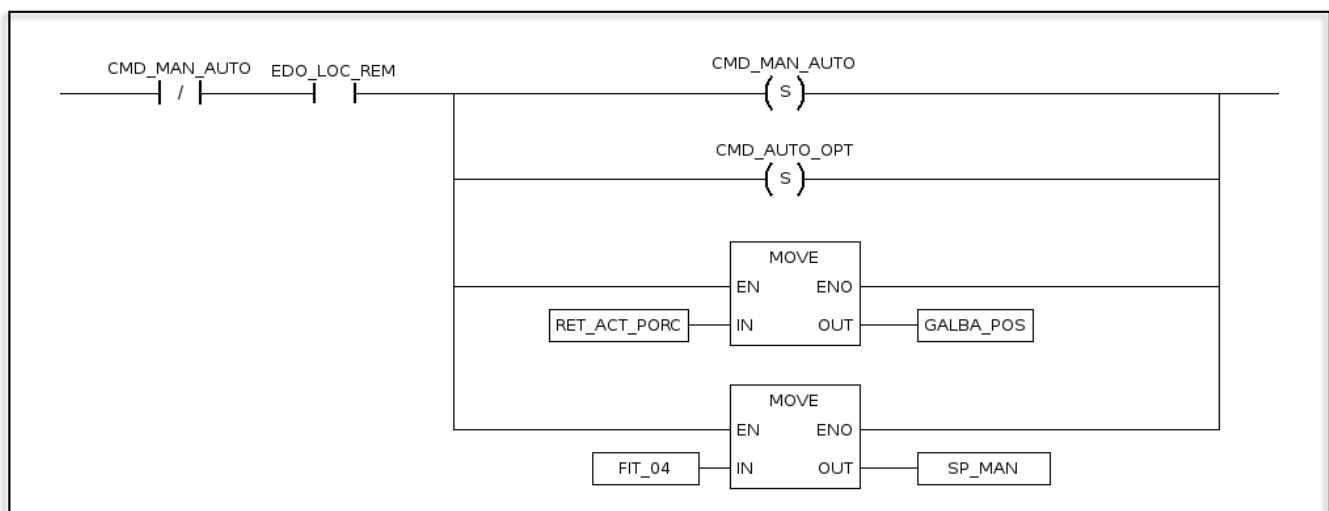 CMD_MAN_AUTO EDO_LOC_REM CMD_MAN_AUTO
/ S
CMD_AUTO_OPT
S
MOVE
EN ENO
RET_ACT_PORC IN OUT GALBA_POS
MOVE
EN ENO
FIT_04 IN OUT SP_MAN